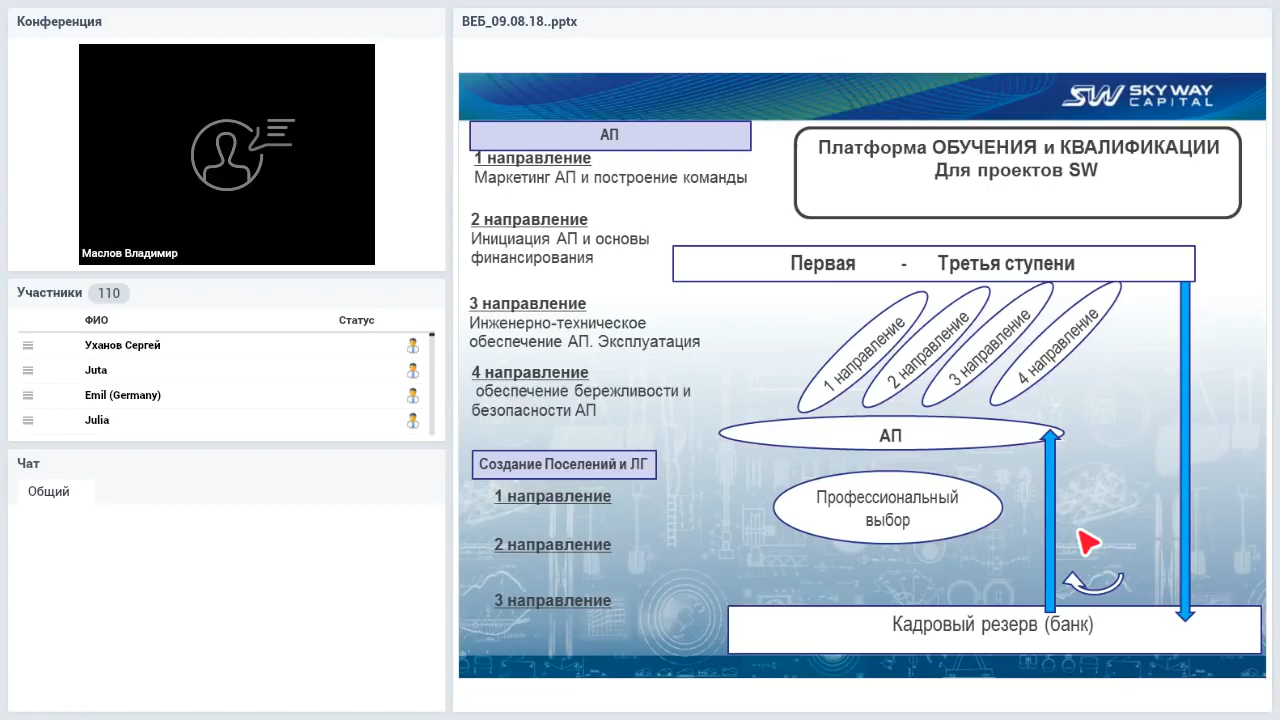 Конференция
Маслов Владимир
Участники 110
ФИО Статус
Уханов Сергей
Juta
Emil (Germany)
Julia
Чат
Общий
ВЕБ_09.08.18..pptx
SW SKY WAY
CAPITAL
АП
1 направление
Маркетинг АП и построение команды
2 направление
Инициация АП и основы
финансирования
3 направление
Инженерно-техническое
обеспечение АП. Эксплуатация
4 направление
обеспечение бережливости и
безопасности АП
Создание Поселений и ЛГ
1 направление
2 направление
3 направление
Платформа ОБУЧЕНИЯ и КВАЛИФИКАЦИИ
Для проектов SW
Первая - Третья ступени
1 направление
2 направление
3 направление
4 направление
АП
Профессиональный
выбор
Кадровый резерв (банк)